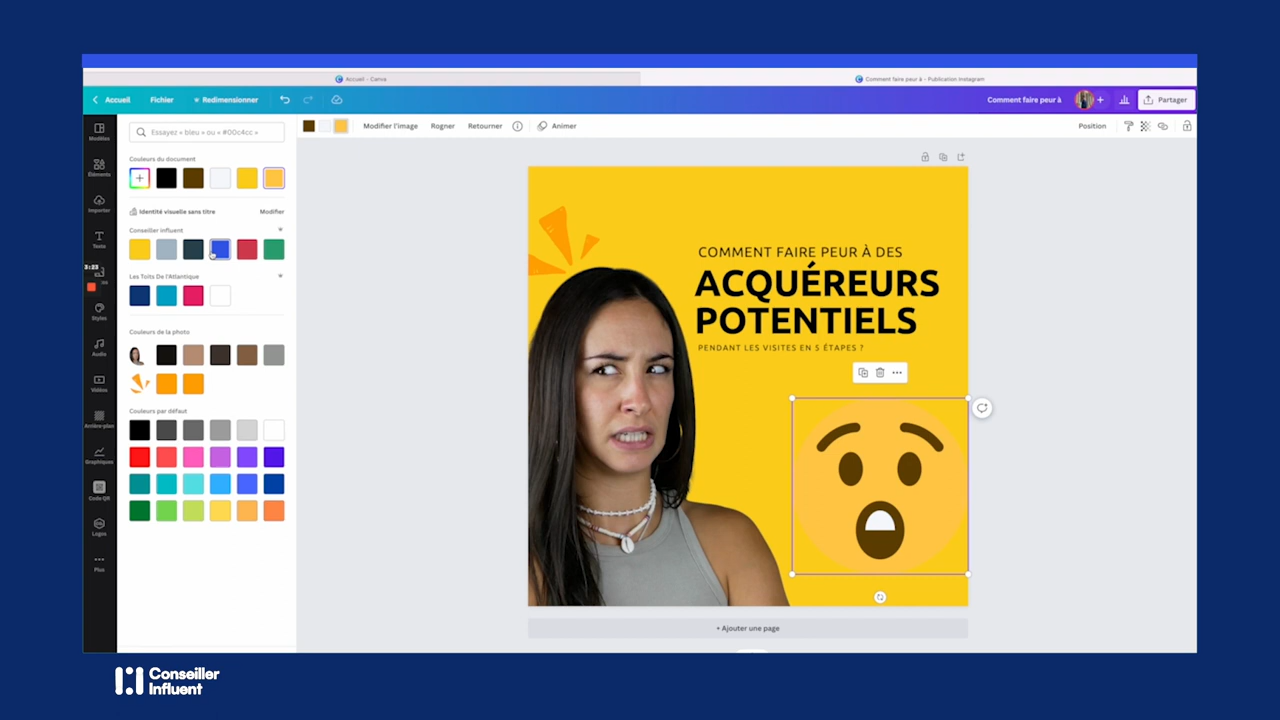 Accueil - Canva
Comment faire peur à - Publication Instagram
Accueil
Fichier
Redimensionner
Comment faire peur à
Partager
Essayez « bleu » ou « #00c4cc »
Modifier l'image
Rogner
Retourner
Animer
Position
Modèles
Éléments
Importer
Texte
3:23
Styles
Audio
Vidéos
Arrière-plan
Graphiques
Code QR
Logos
Plus
Couleurs du document
Identité visuelle sans titre
Modifier
Conseiller influent
Les Toits De l'Atlantique
Couleurs de la photo
Couleurs par défaut
COMMENT FAIRE PEUR À DES
ACQUÉREURS
POTENTIELS
PENDANT LES VISITES EN 5 ÉTAPES ?
+ Ajouter une page
Conseiller
Influent